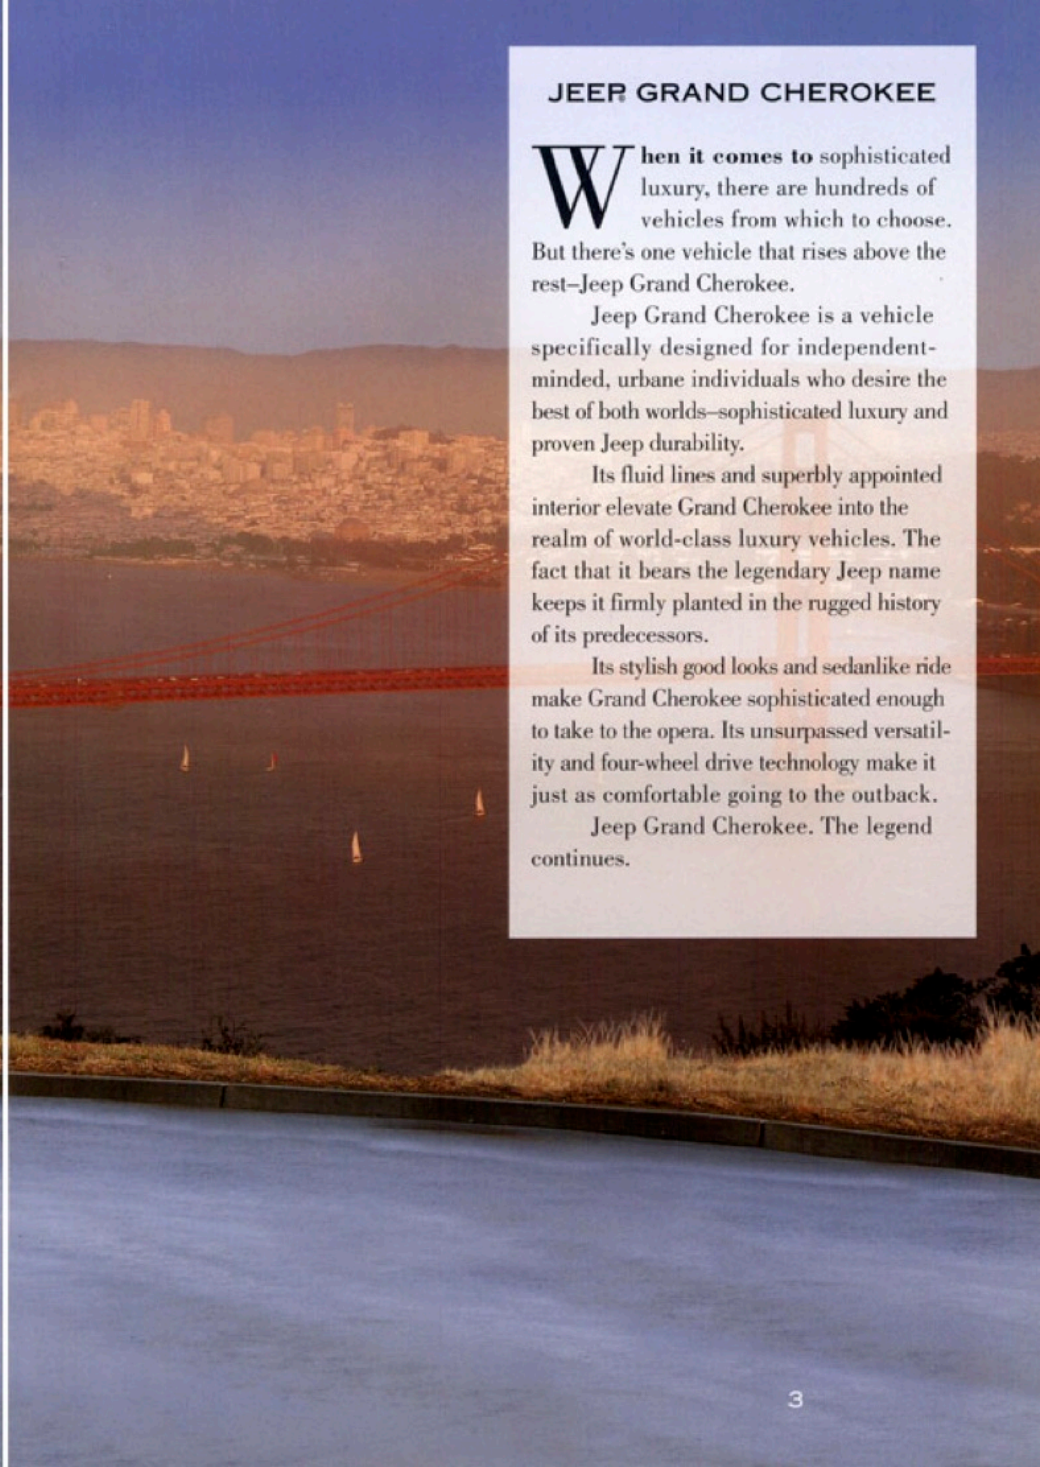 JEEP® GRAND CHEROKEE
When it comes to sophisticated
luxury, there are hundreds of
vehicles from which to choose.
But there's one vehicle that rises above the
rest–Jeep Grand Cherokee.
Jeep Grand Cherokee is a vehicle
specifically designed for independent-
minded, urbane individuals who desire the
best of both worlds–sophisticated luxury and
proven Jeep durability.
Its fluid lines and superbly appointed
interior elevate Grand Cherokee into the
realm of world-class luxury vehicles. The
fact that it bears the legendary Jeep name
keeps it firmly planted in the rugged history
of its predecessors.
Its stylish good looks and sedanlike ride
make Grand Cherokee sophisticated enough
to take to the opera. Its unsurpassed versatil-
ity and four-wheel drive technology make it
just as comfortable going to the outback.
Jeep Grand Cherokee. The legend
continues.
3